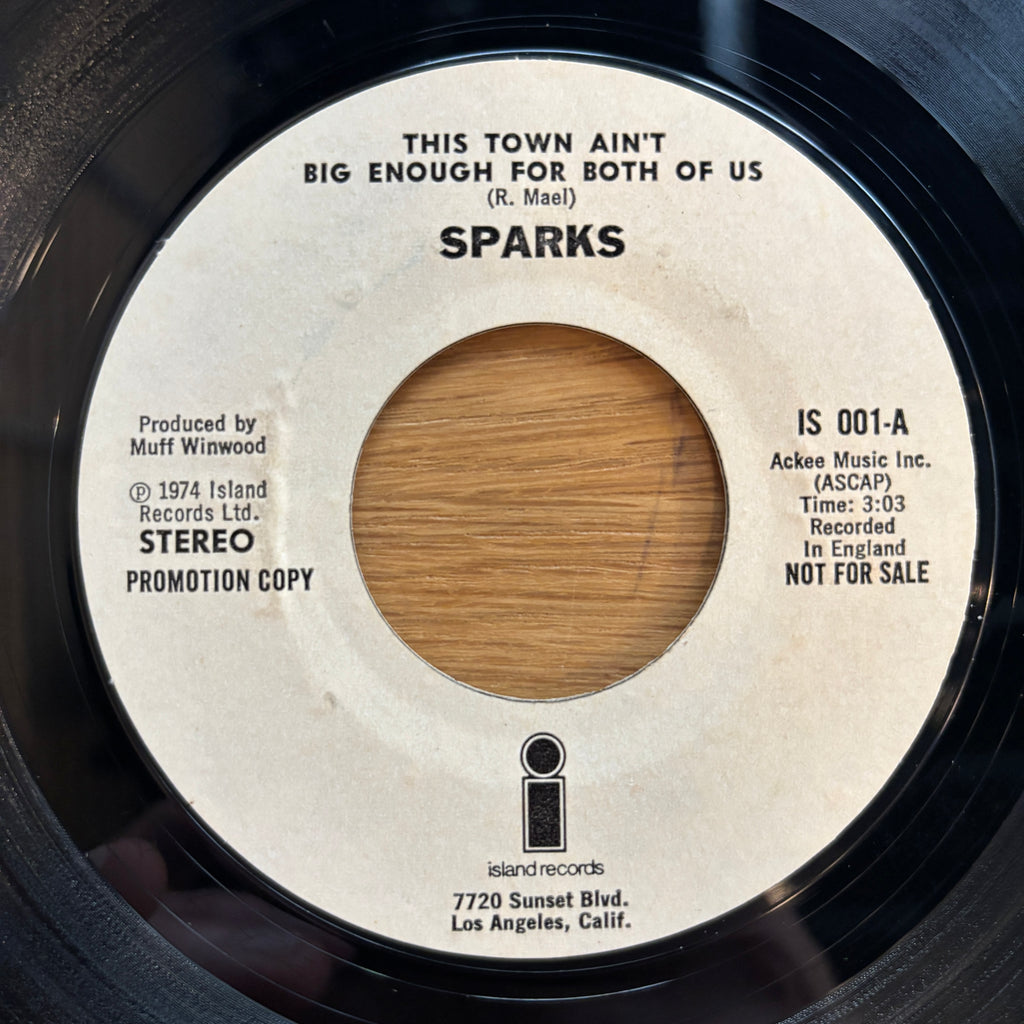 THIS TOWN AIN'T
BIG ENOUGH FOR BOTH OF US
(R. Mael)
SPARKS
Produced by
Muff Winwood
℗ 1974 Island
Records Ltd.
STEREO
PROMOTION COPY
IS 001-A
Ackee Music Inc.
(ASCAP)
Time: 3:03
Recorded
In England
NOT FOR SALE
island records
7720 Sunset Blvd.
Los Angeles, Calif.